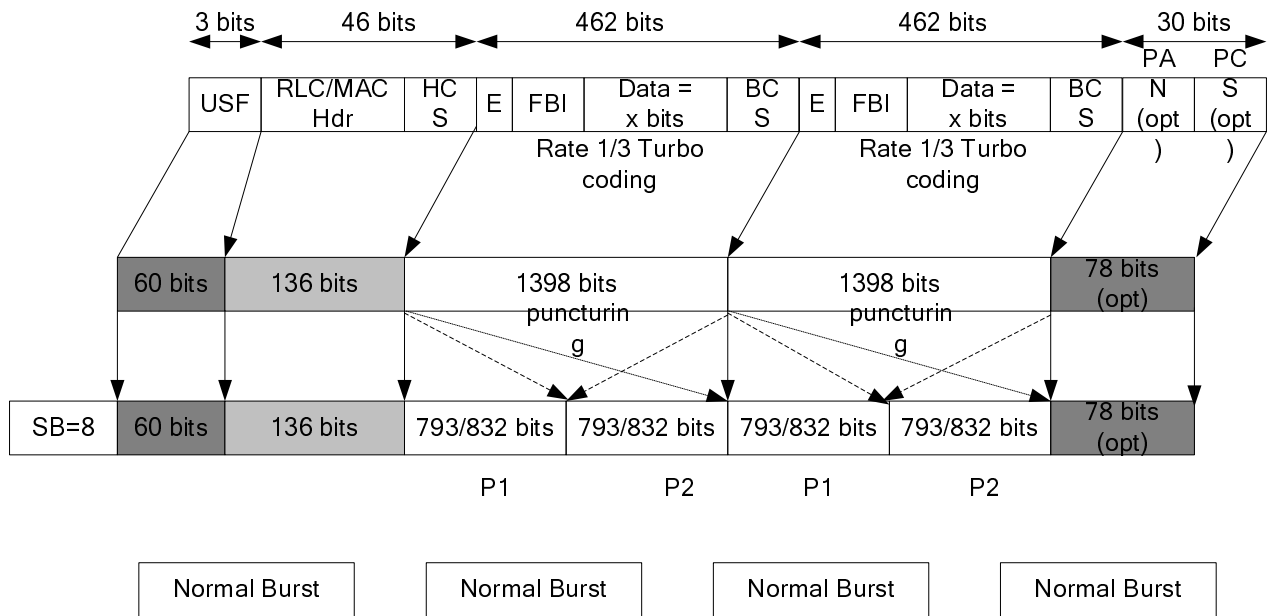 3 bits 46 bits 462 bits 462 bits 30 bits
USF
RLC/MAC
Hdr
HC
S
E
FBI
Data =
x bits
BC
S
E
FBI
Data =
x bits
BC
S
PA
N
(opt
)
PC
S
(opt
)
Rate 1/3 Turbo
coding
Rate 1/3 Turbo
coding
60 bits 136 bits 1398 bits 1398 bits
78 bits
(opt)
puncturin
g
puncturin
g
SB=8 60 bits 136 bits 793/832 bits 793/832 bits 793/832 bits 793/832 bits
78 bits
(opt)
P1 P2 P1 P2
Normal Burst Normal Burst Normal Burst Normal Burst